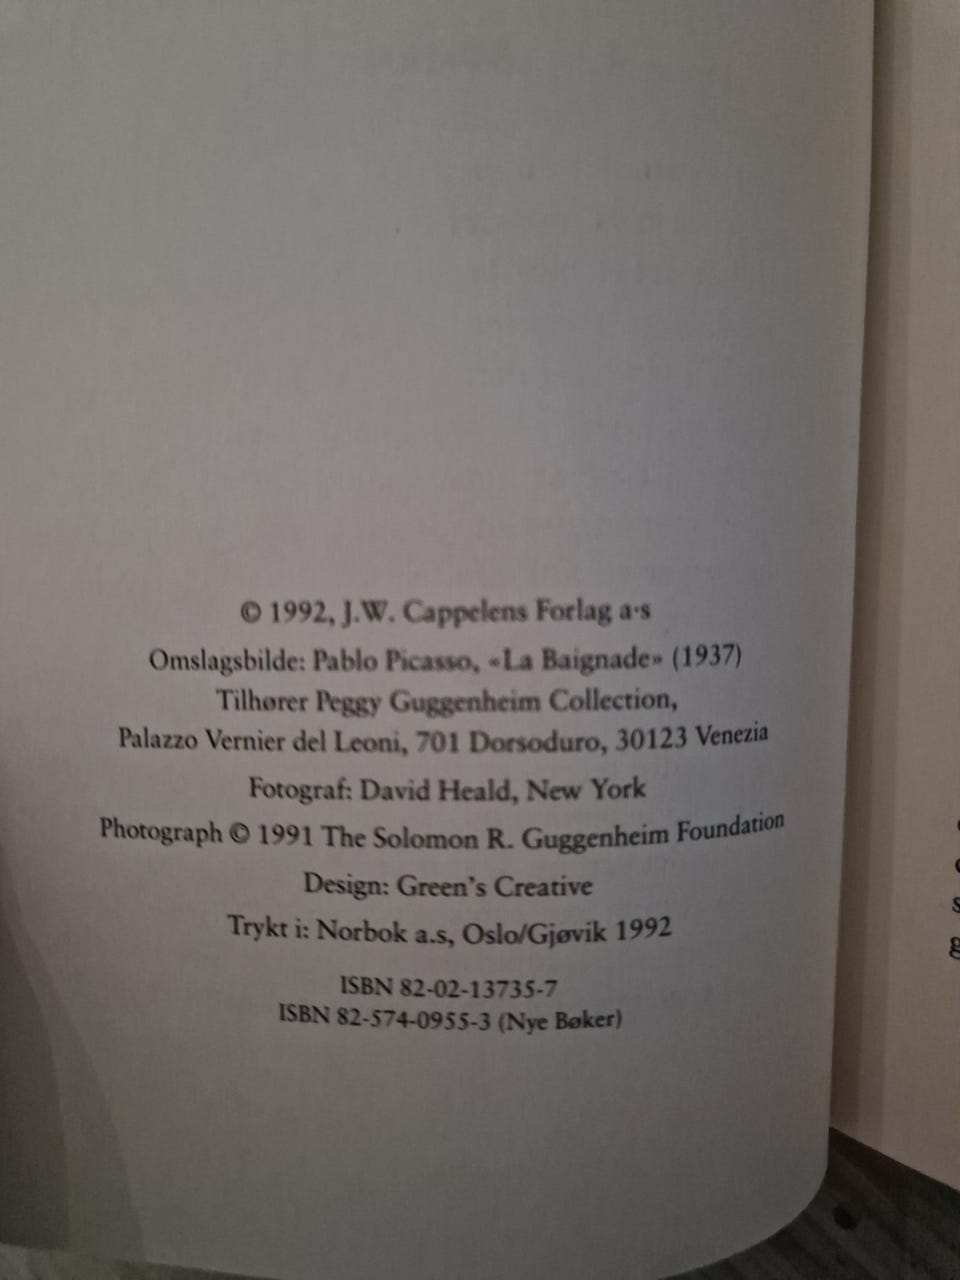 © 1992, J.W. Cappelens Forlag a·s
Omslagsbilde: Pablo Picasso, «La Baignade» (1937)
Tilhører Peggy Guggenheim Collection,
Palazzo Vernier del Leoni, 701 Dorsoduro, 30123 Venezia
Fotograf: David Heald, New York
Photograph © 1991 The Solomon R. Guggenheim Foundation
Design: Green's Creative
Trykt i: Norbok a.s, Oslo/Gjøvik 1992
ISBN 82-02-13735-7
ISBN 82-574-0955-3 (Nye Bøker)